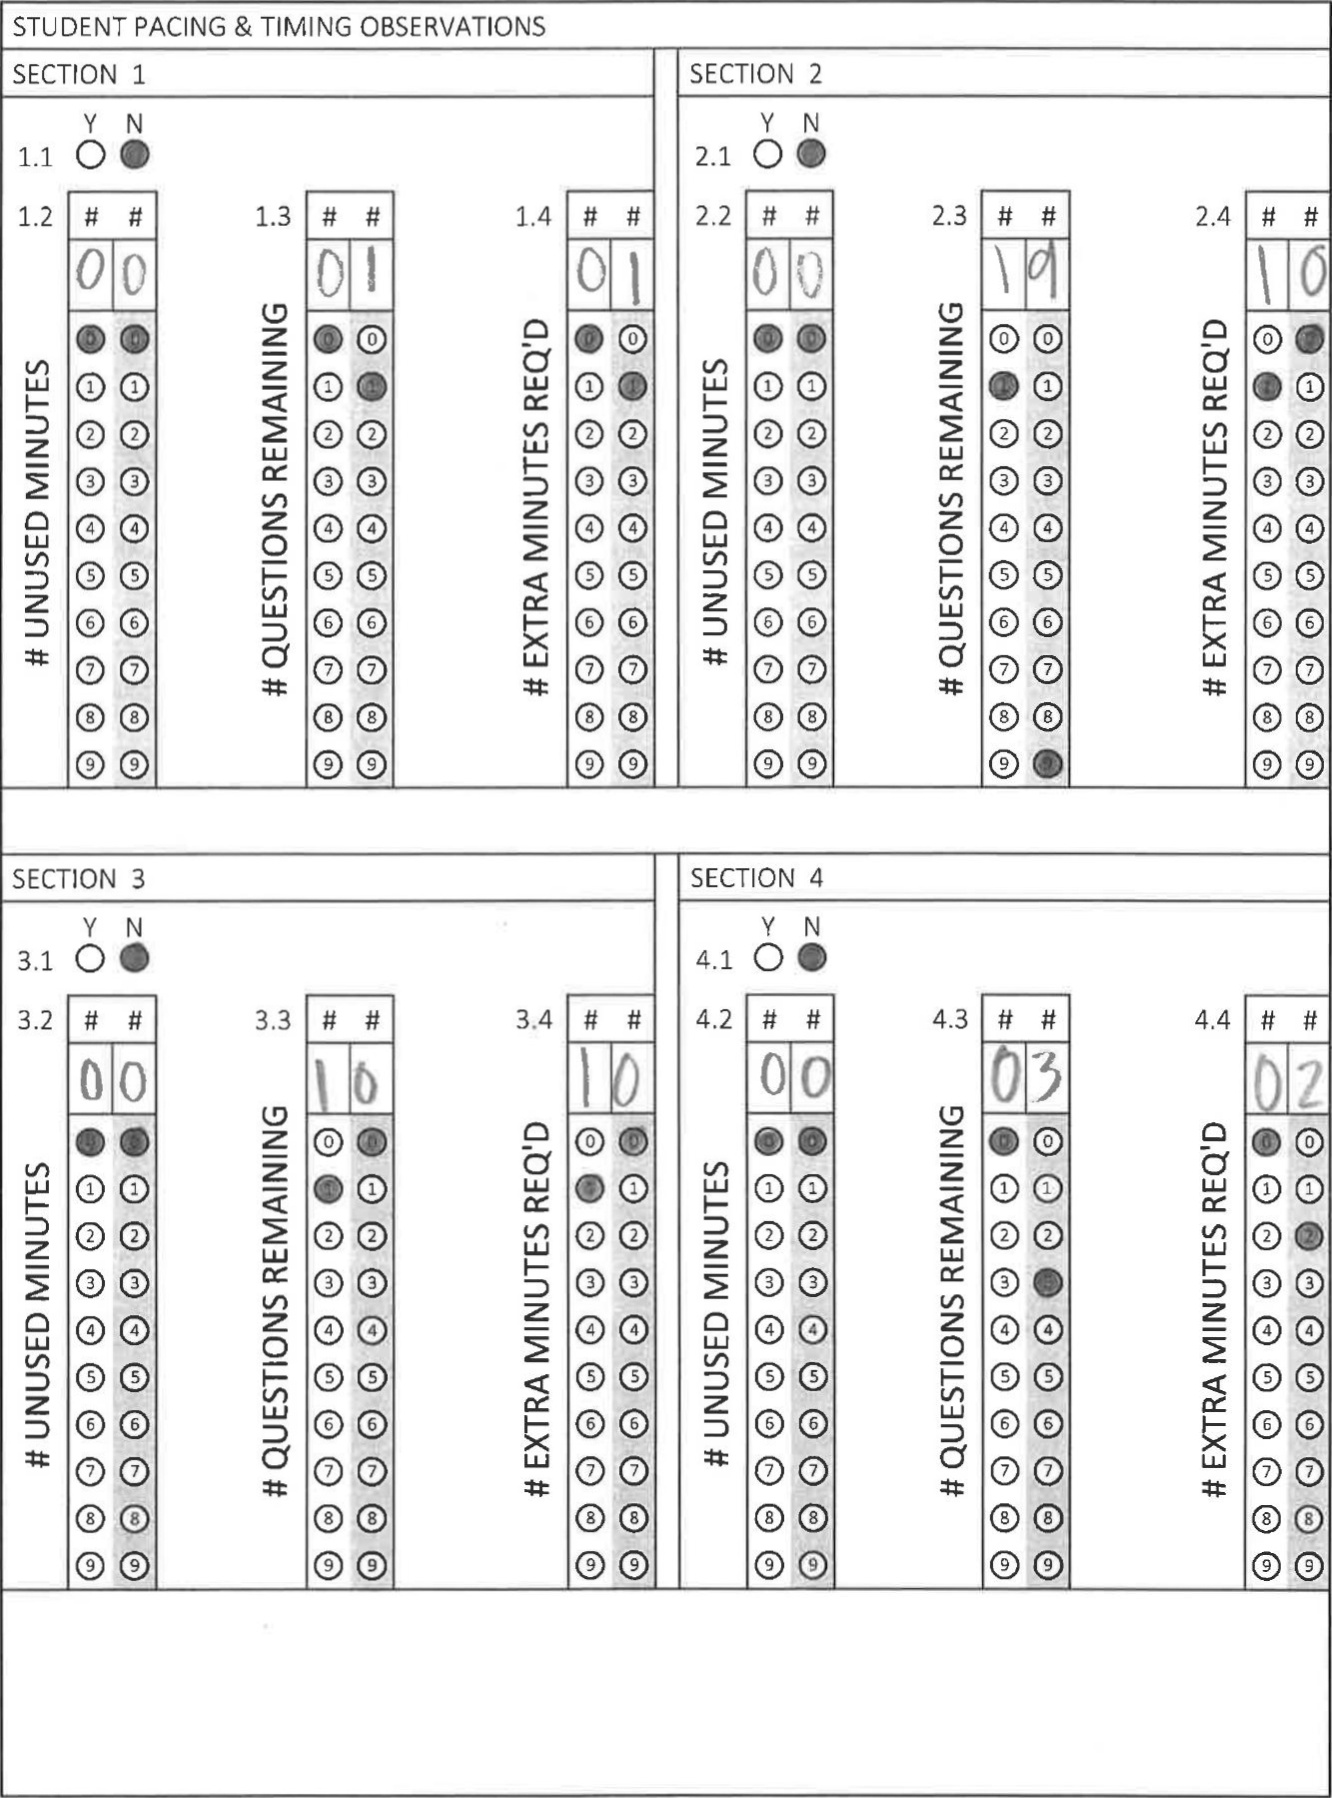 STUDENT PACING & TIMING OBSERVATIONS
SECTION 1
Y N
1.1
1.2 # # 1.3 # # 1.4 # #
0 0 0 1 0 1
# UNUSED MINUTES
# QUESTIONS REMAINING
# EXTRA MINUTES REQ'D
0 0 0 0 0 0
1 1 1 1 1 1
2 2 2 2 2 2
3 3 3 3 3 3
4 4 4 4 4 4
5 5 5 5 5 5
6 6 6 6 6 6
7 7 7 7 7 7
8 8 8 8 8 8
9 9 9 9 9 9
SECTION 2
Y N
2.1
2.2 # # 2.3 # # 2.4 # #
0 0 1 9 1 0
# UNUSED MINUTES
# QUESTIONS REMAINING
# EXTRA MINUTES REQ'D
0 0 0 0 0 0
1 1 1 1 1 1
2 2 2 2 2 2
3 3 3 3 3 3
4 4 4 4 4 4
5 5 5 5 5 5
6 6 6 6 6 6
7 7 7 7 7 7
8 8 8 8 8 8
9 9 9 9 9 9
SECTION 3
Y N
3.1
3.2 # # 3.3 # # 3.4 # #
0 0 1 0 1 0
# UNUSED MINUTES
# QUESTIONS REMAINING
# EXTRA MINUTES REQ'D
0 0 0 0 0 0
1 1 1 1 1 1
2 2 2 2 2 2
3 3 3 3 3 3
4 4 4 4 4 4
5 5 5 5 5 5
6 6 6 6 6 6
7 7 7 7 7 7
8 8 8 8 8 8
9 9 9 9 9 9
SECTION 4
Y N
4.1
4.2 # # 4.3 # # 4.4 # #
0 0 0 3 0 2
# UNUSED MINUTES
# QUESTIONS REMAINING
# EXTRA MINUTES REQ'D
0 0 0 0 0 0
1 1 1 1 1 1
2 2 2 2 2 2
3 3 3 3 3 3
4 4 4 4 4 4
5 5 5 5 5 5
6 6 6 6 6 6
7 7 7 7 7 7
8 8 8 8 8 8
9 9 9 9 9 9